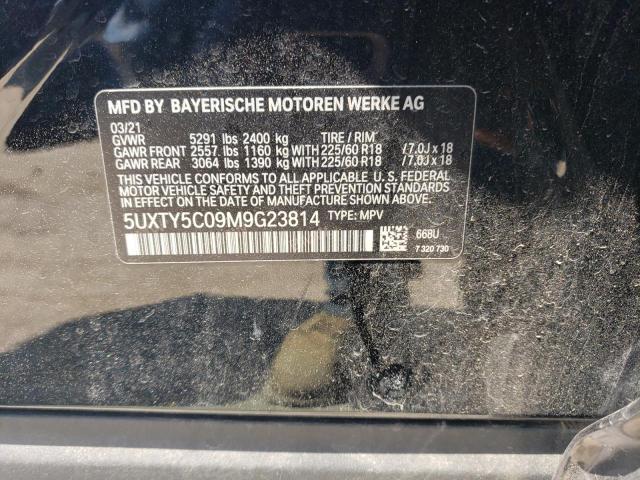 MFD BY BAYERISCHE MOTOREN WERKE AG
03/21
GVWR 5291 lbs 2400 kg TIRE / RIM
GAWR FRONT 2557 lbs 1160 kg WITH 225/60 R18 /7.0J x 18
GAWR REAR 3064 lbs 1390 kg WITH 225/60 R18 /7.0J x 18
THIS VEHICLE CONFORMS TO ALL APPLICABLE U. S. FEDERAL
MOTOR VEHICLE SAFETY AND THEFT PREVENTION STANDARDS
IN EFFECT ON THE DATE OF MANUFACTURE SHOWN ABOVE.
5UXTY5C09M9G23814 TYPE: MPV
668U
7 320 730